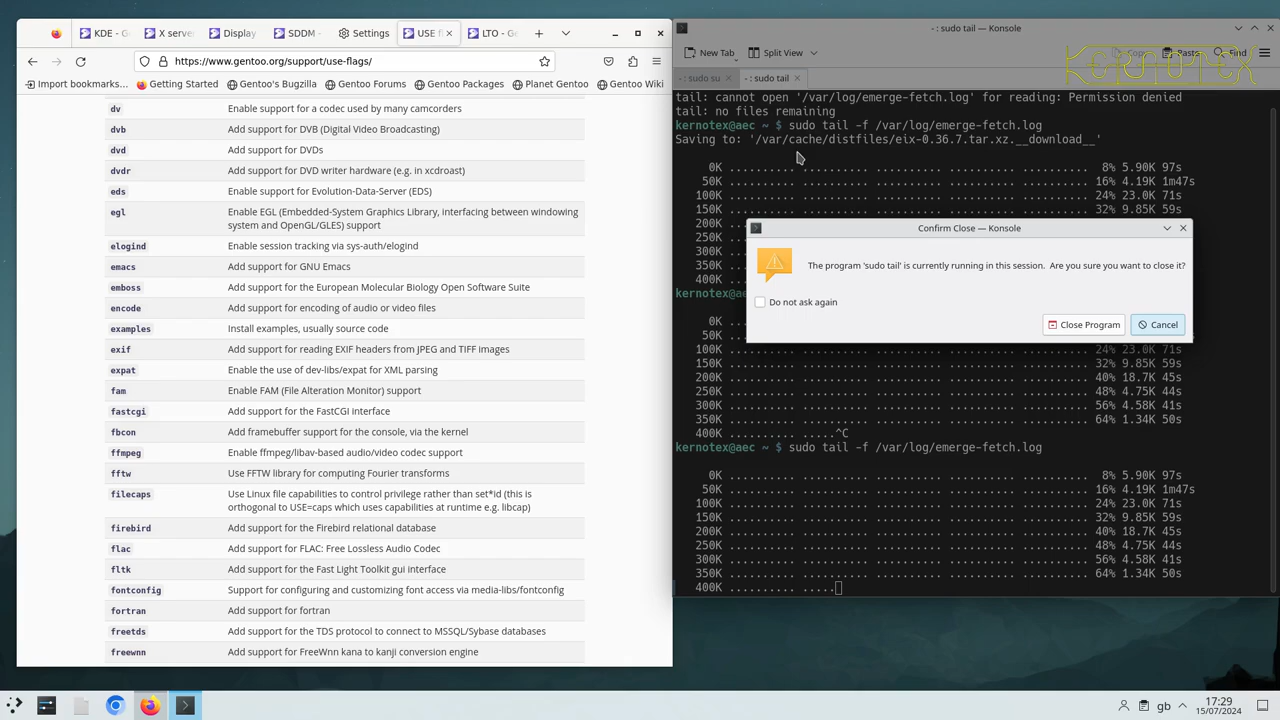 KDE - G
X serve
Display
SDDM -
Settings
USE f
LTO - G
https://www.gentoo.org/support/use-flags/
Import bookmarks...
Getting Started
Gentoo's Bugzilla
Gentoo Forums
Planet Gentoo
Gentoo Wiki
dv Enable support for a codec used by many camcorders
dvb Add support for DVB (Digital Video Broadcasting)
dvd Add support for DVDs
dvdr Add support for DVD writer hardware (e.g. in xcdroast)
eds Enable support for Evolution-Data-Server (EDS)
egl Enable EGL (Embedded-System Graphics Library, interfacing between windowing
system and OpenGL/GLES) support
elogind Enable session tracking via sys-auth/elogind
emacs Add support for GNU Emacs
emboss Add support for the European Molecular Biology Open Software Suite
encode Add support for encoding of audio or video files
examples Install examples, usually source code
exif Add support for reading EXIF headers from JPEG and TIFF images
expat Enable the use of dev-libs/expat for XML parsing
fam Enable FAM (File Alteration Monitor) support
fastcgi Add support for the FastCGI interface
fbcon Add framebuffer support for the console, via the kernel
ffmpeg Enable ffmpeg/libav-based audio/video codec support
fftw Use FFTW library for computing Fourier transforms
filecaps Use Linux file capabilities to control privilege rather than set*id (this is
orthogonal to USE=caps which uses capabilities at runtime e.g. libcap)
firebird Add support for the Firebird relational database
flac Add support for FLAC: Free Lossless Audio Codec
fltk Add support for the Fast Light Toolkit gui interface
fontconfig Support for configuring and customizing font access via media-libs/fontconfig
fortran Add support for fortran
freetds Add support for the TDS protocol to connect to MSSQL/Sybase databases
freewnn Add support for FreeWnn kana to kanji conversion engine
- : sudo tail — Konsole
New Tab
Split View
Copy
Paste
Find
KERNOTEX
- : sudo su
- : sudo tail
tail: cannot open '/var/log/emerge-fetch.log' for reading: Permission denied
tail: no files remaining
kernotex@aec ~ $ sudo tail -f /var/log/emerge-fetch.log
Saving to: '/var/cache/distfiles/eix-0.36.7.tar.xz.__download__'
0K .......... .......... .......... .......... .......... 8% 5.90K 97s
50K .......... .......... .......... .......... .......... 16% 4.19K 1m47s
100K .......... .......... .......... .......... .......... 24% 23.0K 71s
150K .......... .......... .......... .......... .......... 32% 9.85K 59s
200K
250K
300K
350K
400K
kernotex@a
Confirm Close — Konsole
The program 'sudo tail' is currently running in this session. Are you sure you want to close it?
Do not ask again
Close Program
Cancel
0K
50K
100K .......... .......... .......... .......... .......... 24% 23.0K 71s
150K .......... .......... .......... .......... .......... 32% 9.85K 59s
200K .......... .......... .......... .......... .......... 40% 18.7K 45s
250K .......... .......... .......... .......... .......... 48% 4.75K 44s
300K .......... .......... .......... .......... .......... 56% 4.58K 41s
350K .......... .......... .......... .......... .......... 64% 1.34K 50s
400K .......... .....^C
kernotex@aec ~ $ sudo tail -f /var/log/emerge-fetch.log
0K .......... .......... .......... .......... .......... 8% 5.90K 97s
50K .......... .......... .......... .......... .......... 16% 4.19K 1m47s
100K .......... .......... .......... .......... .......... 24% 23.0K 71s
150K .......... .......... .......... .......... .......... 32% 9.85K 59s
200K .......... .......... .......... .......... .......... 40% 18.7K 45s
250K .......... .......... .......... .......... .......... 48% 4.75K 44s
300K .......... .......... .......... .......... .......... 56% 4.58K 41s
350K .......... .......... .......... .......... .......... 64% 1.34K 50s
400K .......... .....
gb
17:29
15/07/2024